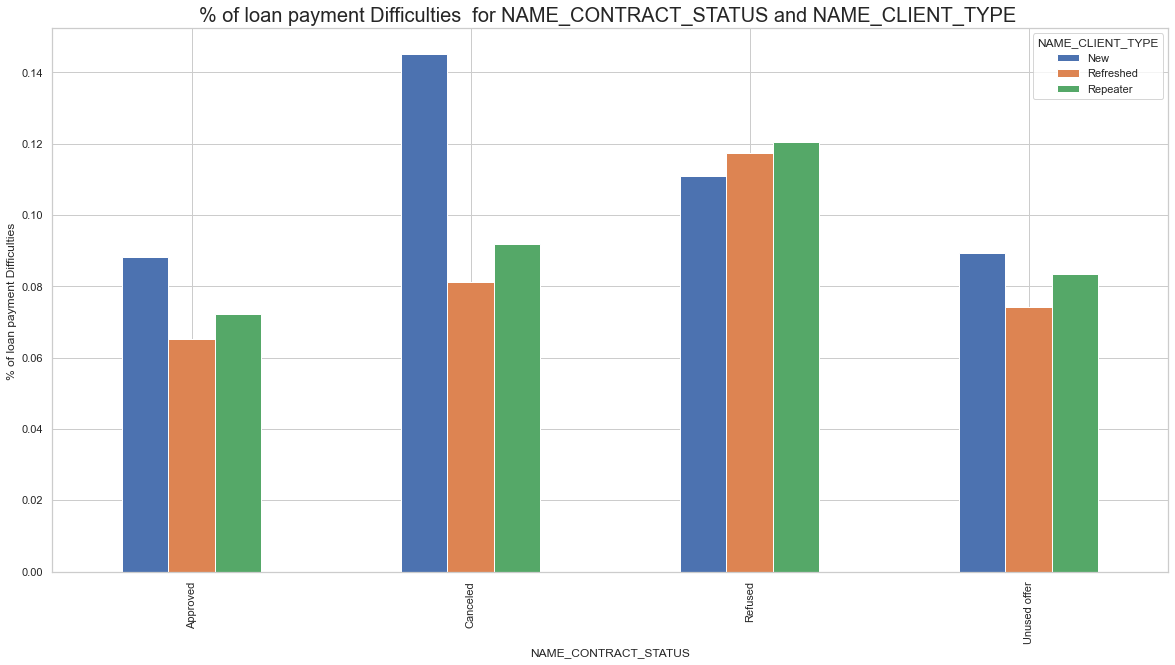 % of loan payment Difficulties  for NAME_CONTRACT_STATUS and NAME_CLIENT_TYPE
NAME_CLIENT_TYPE
New
Refreshed
Repeater
% of loan payment Difficulties
0.14
0.12
0.10
0.08
0.06
0.04
0.02
0.00
Approved
Canceled
Refused
Unused offer
NAME_CONTRACT_STATUS